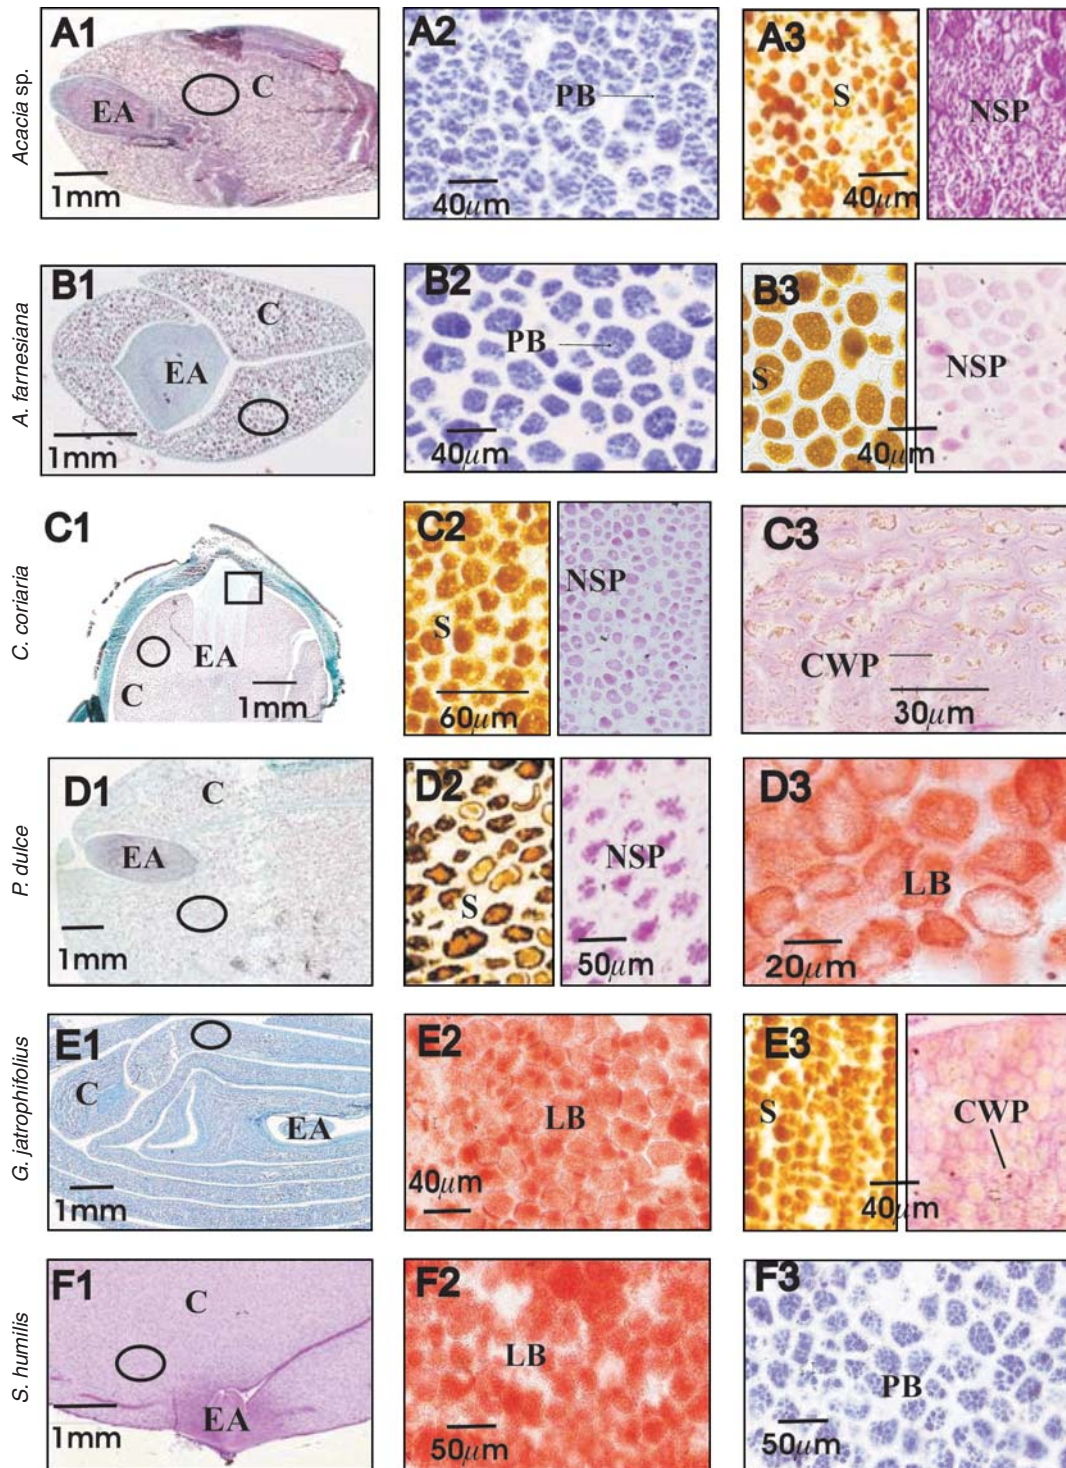 Acacia sp.
A1
C
EA
1mm
A2
PB
40μm
A3
S
40μm
NSP
A. farnesiana
B1
C
EA
1mm
B2
PB
40μm
B3
S
40μm
NSP
C. coriaria
C1
EA
C
1mm
C2
S
60μm
NSP
C3
CWP
30μm
P. dulce
D1
C
EA
1mm
D2
S
NSP
50μm
D3
LB
20μm
G. jatrophifolius
E1
C
EA
1mm
E2
LB
40μm
E3
S
40μm
CWP
S. humilis
F1
C
EA
1mm
F2
LB
50μm
F3
PB
50μm